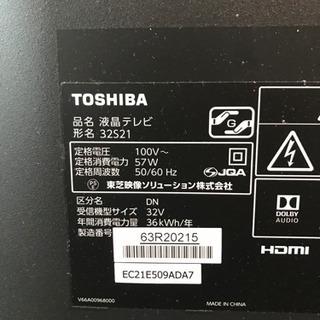 TOSHIBA
品名 液晶テレビ
形名 32S21
定格電圧: 100V～
定格消費電力: 57W
定格周波数: 50/60 Hz
JQA
東芝映像ソリューション株式会社
区分名: DN
受信機型サイズ: 32V
年間消費電力量: 36kWh/年
製造番号: 63R20215
EC21E509ADA7
DOLBY
AUDIO
HDMI
V66A00968000
MADE IN CHINA